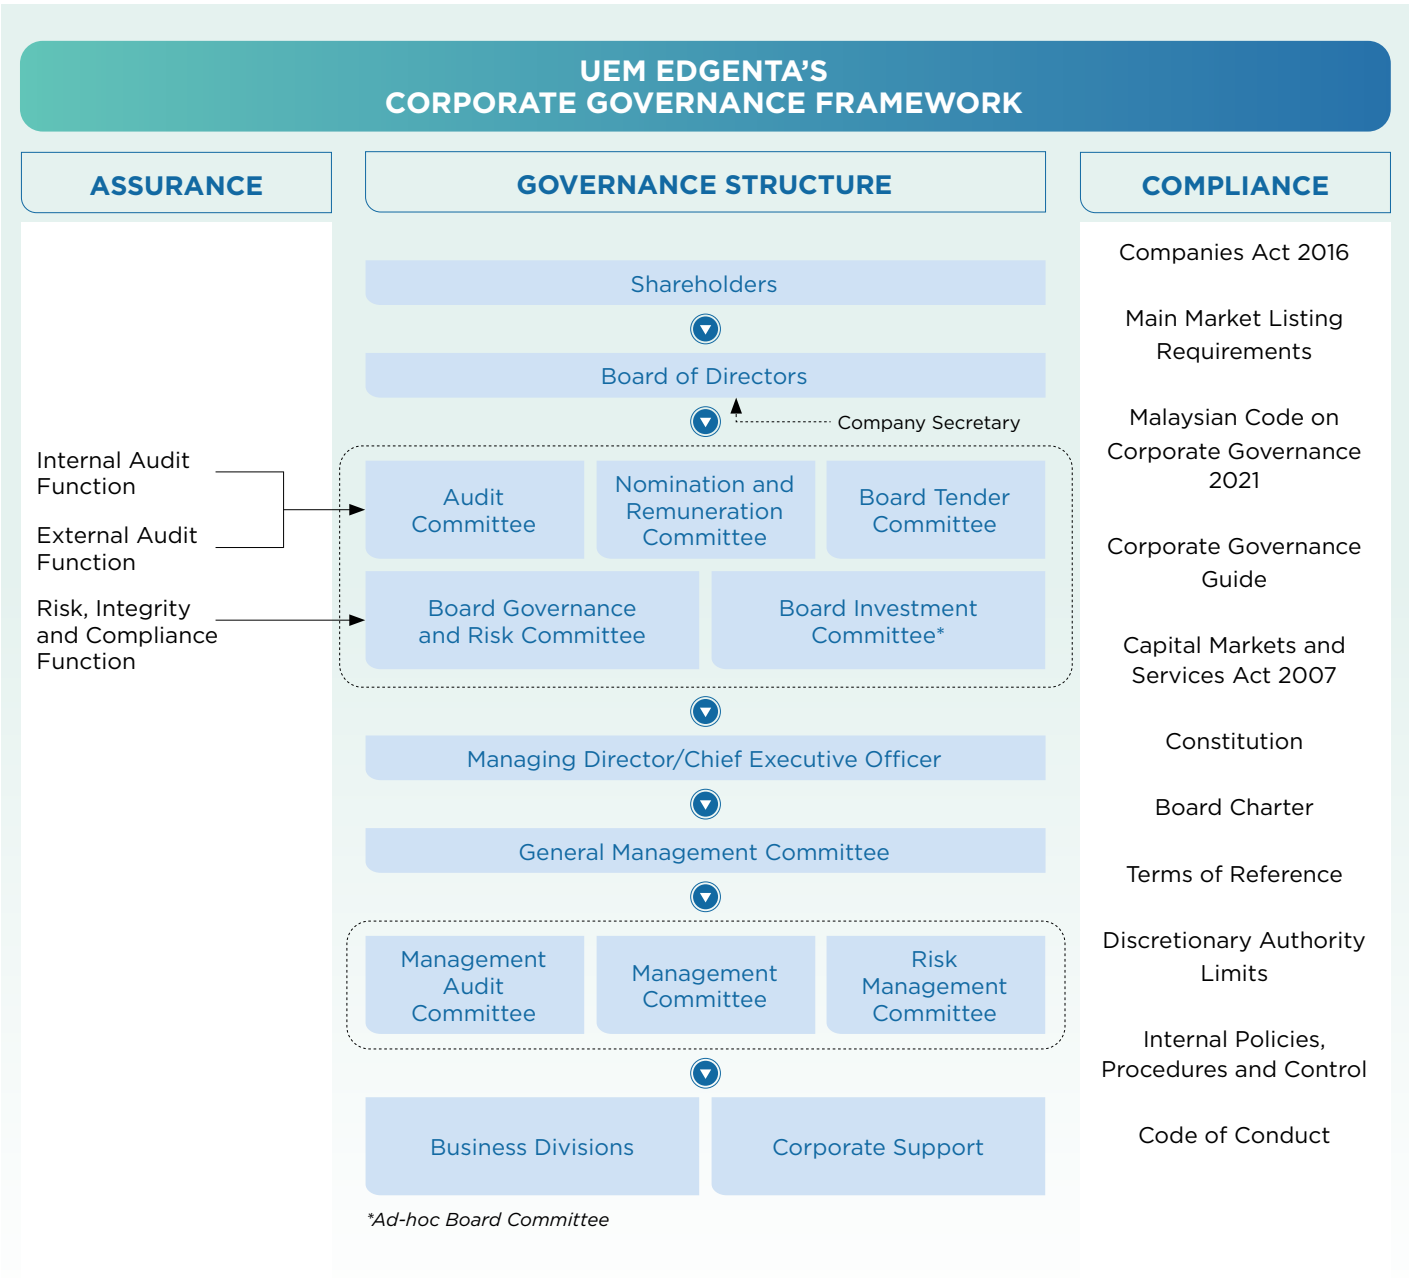 UEM EDGENTA’S
CORPORATE GOVERNANCE FRAMEWORK
ASSURANCE
Internal Audit
Function
External Audit
Function
Risk, Integrity
and Compliance
Function
GOVERNANCE STRUCTURE
Shareholders
Board of Directors
Company Secretary
Audit
Committee
Nomination and
Remuneration
Committee
Board Tender
Committee
Board Governance
and Risk Committee
Board Investment
Committee*
Managing Director/Chief Executive Officer
General Management Committee
Management
Audit
Committee
Management
Committee
Risk
Management
Committee
Business Divisions
Corporate Support
*Ad-hoc Board Committee
COMPLIANCE
Companies Act 2016
Main Market Listing
Requirements
Malaysian Code on
Corporate Governance
2021
Corporate Governance
Guide
Capital Markets and
Services Act 2007
Constitution
Board Charter
Terms of Reference
Discretionary Authority
Limits
Internal Policies,
Procedures and Control
Code of Conduct